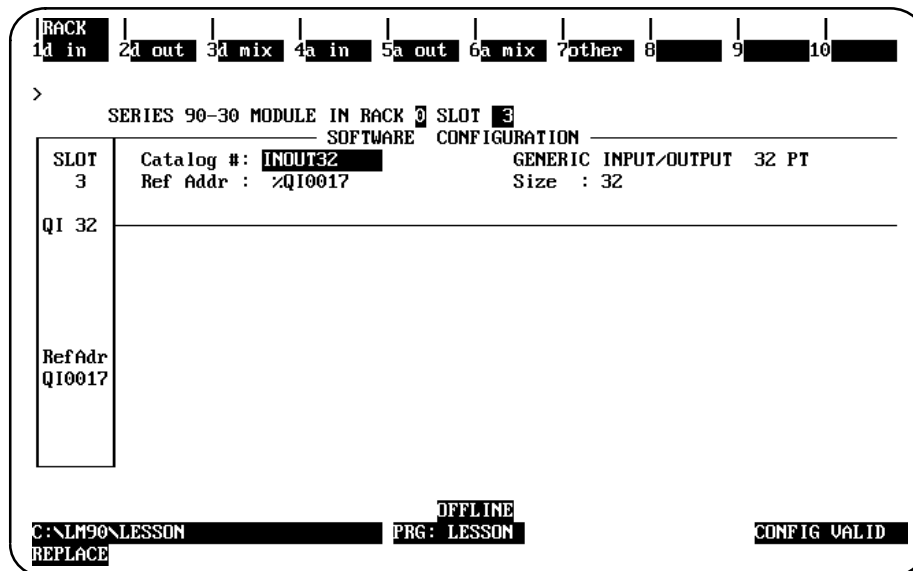 RACK
1d in 2d out 3d mix 4a in 5a out 6a mix 7other 8 9 10
>
SERIES 90-30 MODULE IN RACK 0 SLOT 3
SOFTWARE CONFIGURATION
SLOT Catalog #: INOUT32 GENERIC INPUT/OUTPUT 32 PT
3 Ref Addr : %QI0017 Size : 32
QI 32
RefAdr
QI0017
OFFLINE
C:\LM90\LESSON PRG: LESSON CONFIG VALID
REPLACE